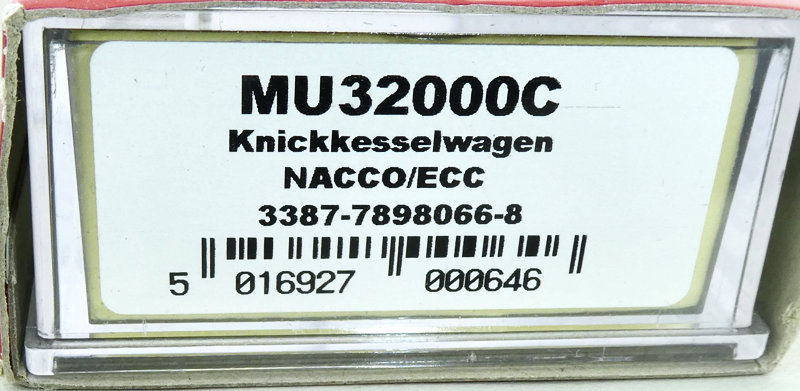 MU32000C
Knickkesselwagen
NACCO/ECC
3387-7898066-8
5 016927 000646